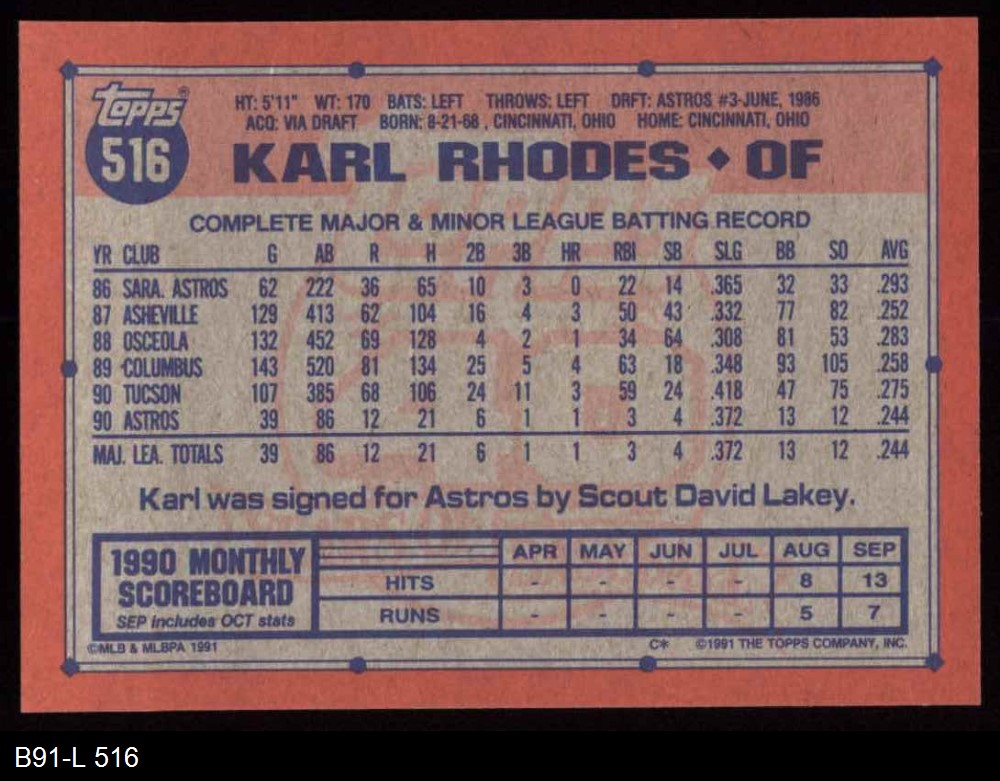 topps®
516
HT: 5'11" WT: 170 BATS: LEFT THROWS: LEFT DRFT: ASTROS #3-JUNE, 1986
ACQ: VIA DRAFT BORN: 8-21-68 , CINCINNATI, OHIO HOME: CINCINNATI, OHIO
KARL RHODES ◆ OF
COMPLETE MAJOR & MINOR LEAGUE BATTING RECORD
YR CLUB G AB R H 2B 3B HR RBI SB SLG BB SO AVG
86 SARA. ASTROS 62 222 36 65 10 3 0 22 14 .365 32 33 .293
87 ASHEVILLE 129 413 62 104 16 4 3 50 43 .332 77 82 .252
88 OSCEOLA 132 452 69 128 4 2 1 34 64 .308 81 53 .283
89 COLUMBUS 143 520 81 134 25 5 4 63 18 .348 93 105 .258
90 TUCSON 107 385 68 106 24 11 3 59 24 .418 47 75 .275
90 ASTROS 39 86 12 21 6 1 1 3 4 .372 13 12 .244
MAJ. LEA. TOTALS 39 86 12 21 6 1 1 3 4 .372 13 12 .244
Karl was signed for Astros by Scout David Lakey.
1990 MONTHLY
SCOREBOARD
SEP includes OCT stats
APR MAY JUN JUL AUG SEP
HITS - - - - 8 13
RUNS - - - - 5 7
©MLB & MLBPA 1991 C* ©1991 THE TOPPS COMPANY, INC.
B91-L 516